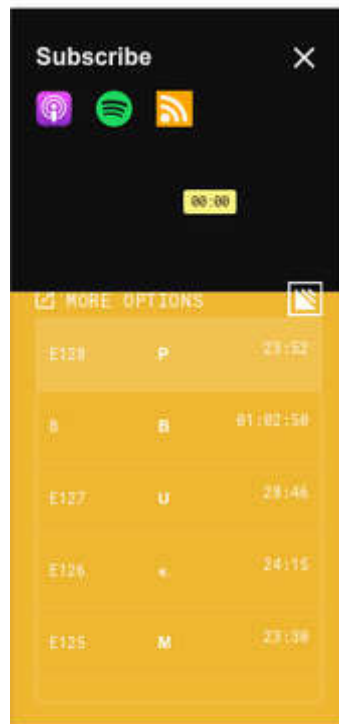 Subscribe
00:00
MORE OPTIONS
E128 P 23:52
B B 01:02:50
E127 U 28:46
E126 24:15
E125 M 23:38